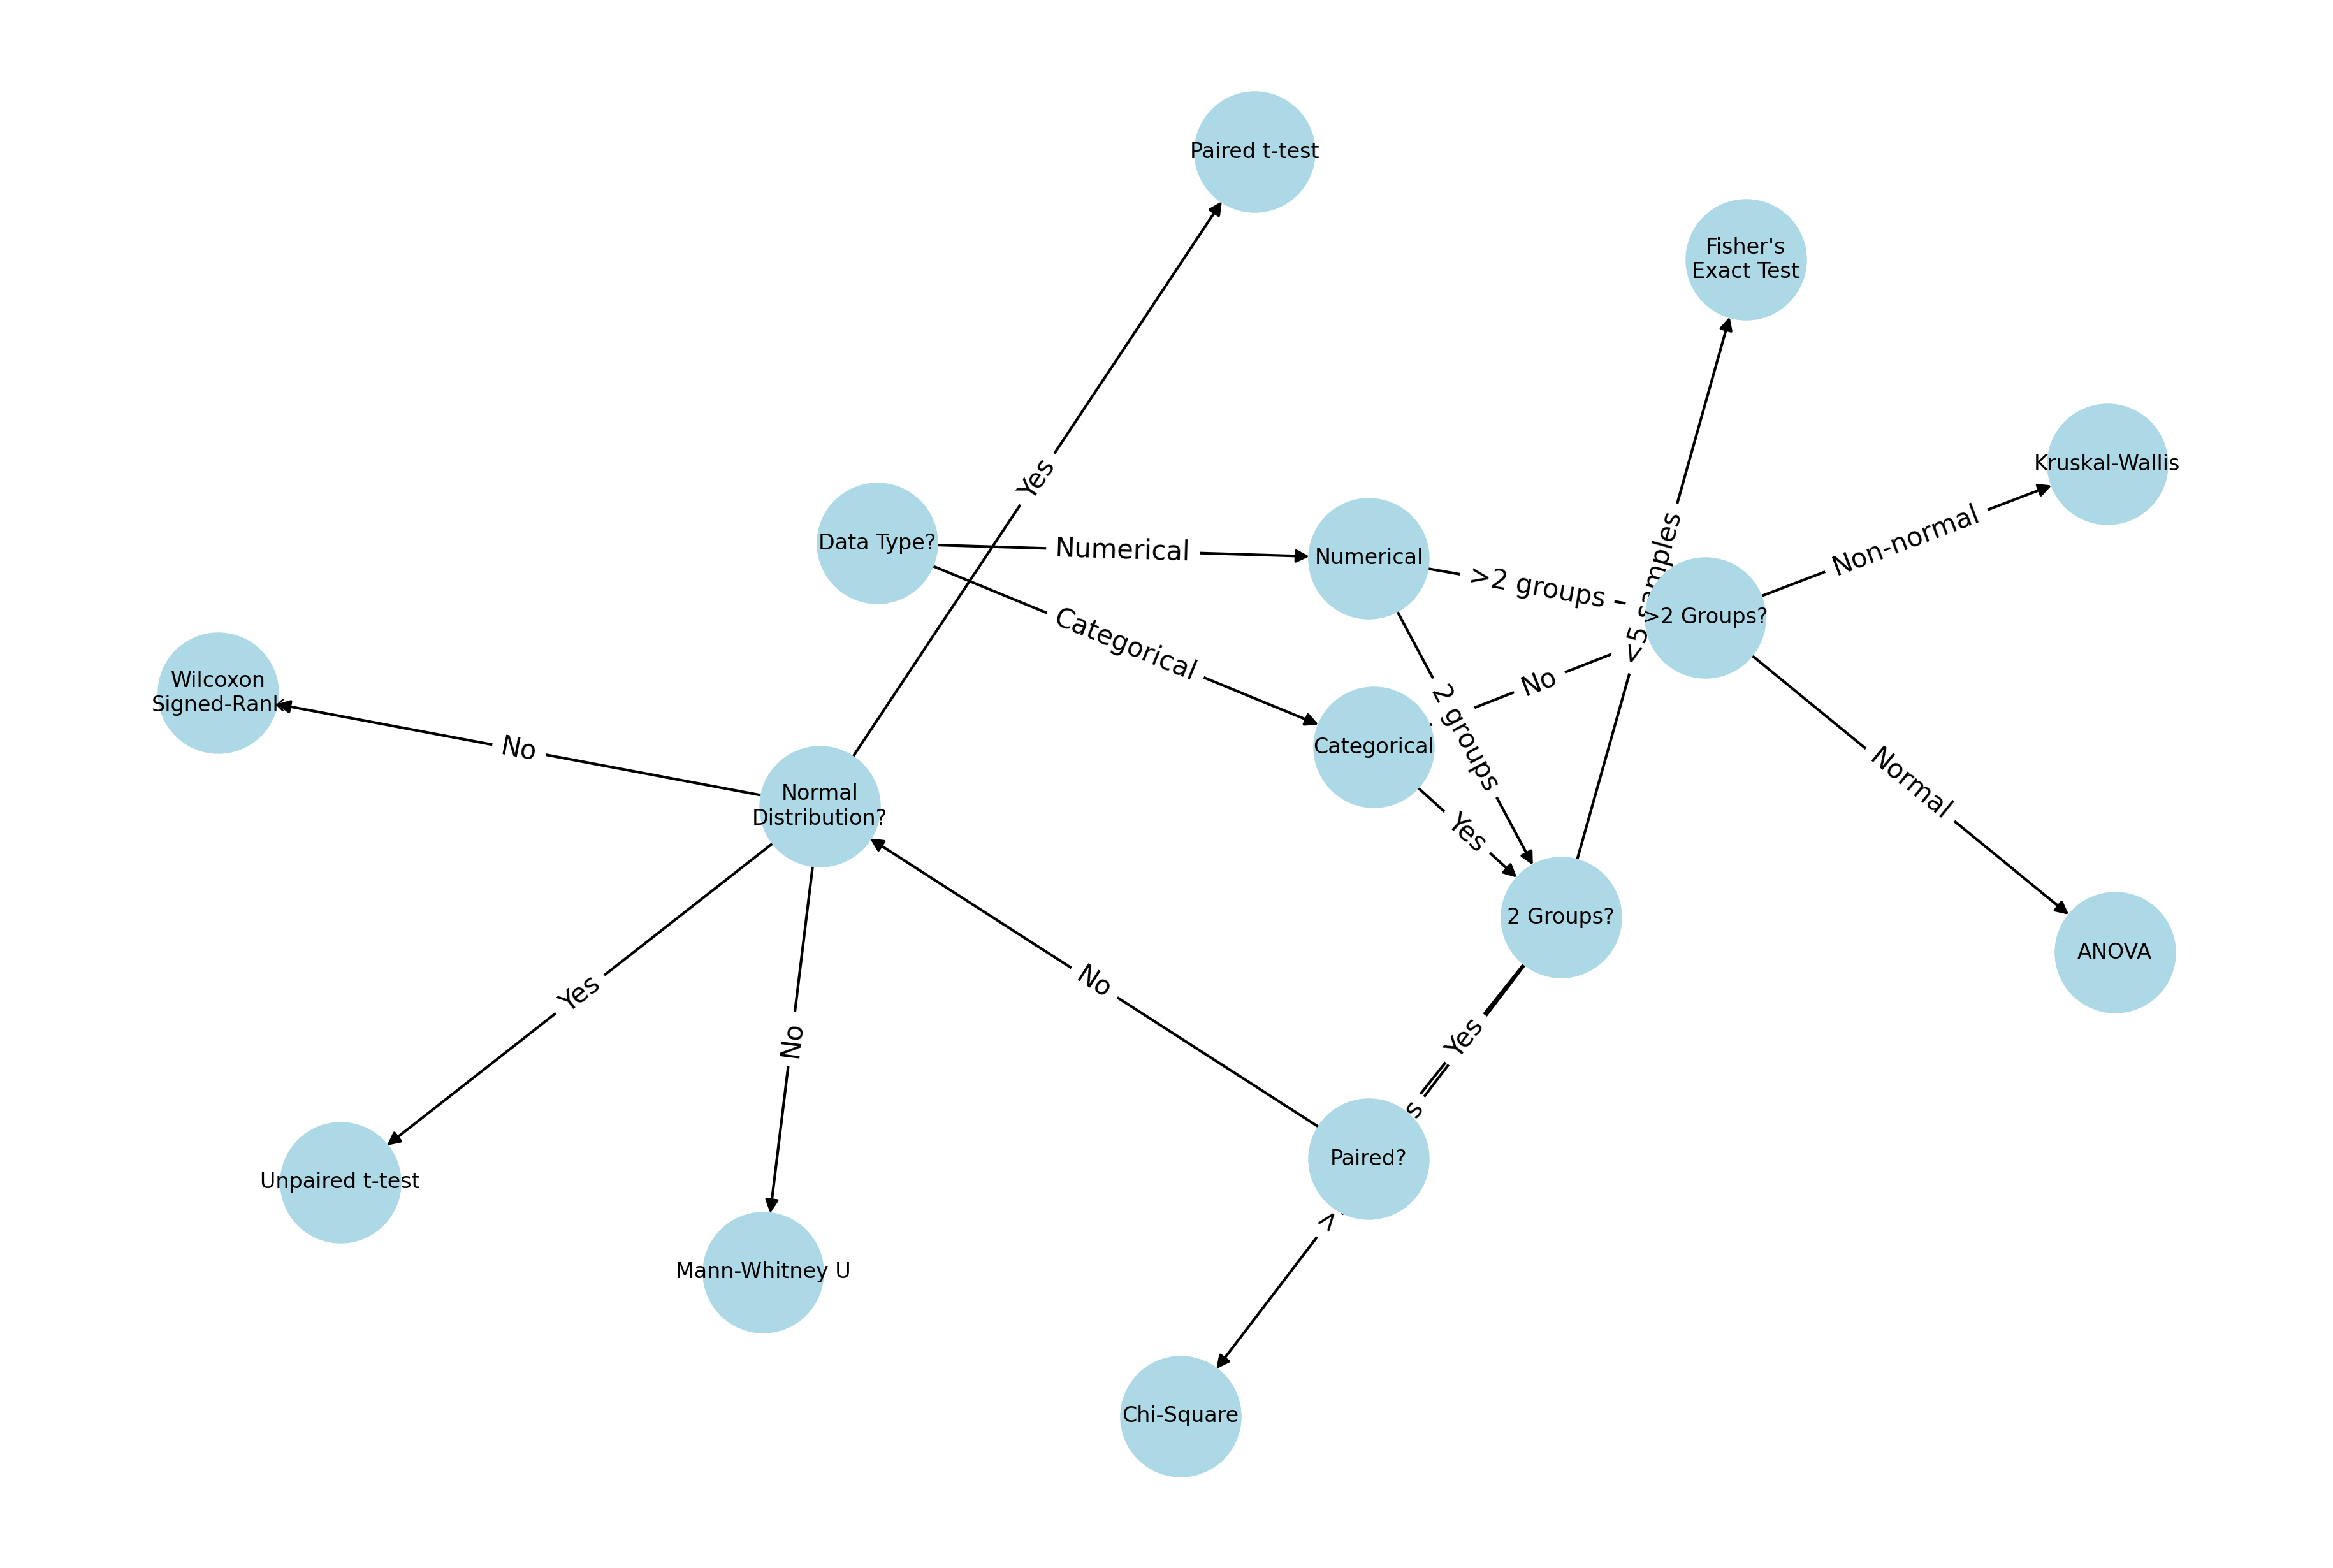 Paired t-test
Fisher's
Exact Test
Kruskal-Wallis
Yes
Non-normal
Data Type?
Numerical
Numerical
>2 groups
>2 Groups?
Categorical
No
Wilcoxon
Signed-Rank
No
Categorical
2 groups
Normal
Normal
Distribution?
Yes
2 Groups?
ANOVA
Yes
No
No
Yes
Paired?
Unpaired t-test
Mann-Whitney U
Chi-Square